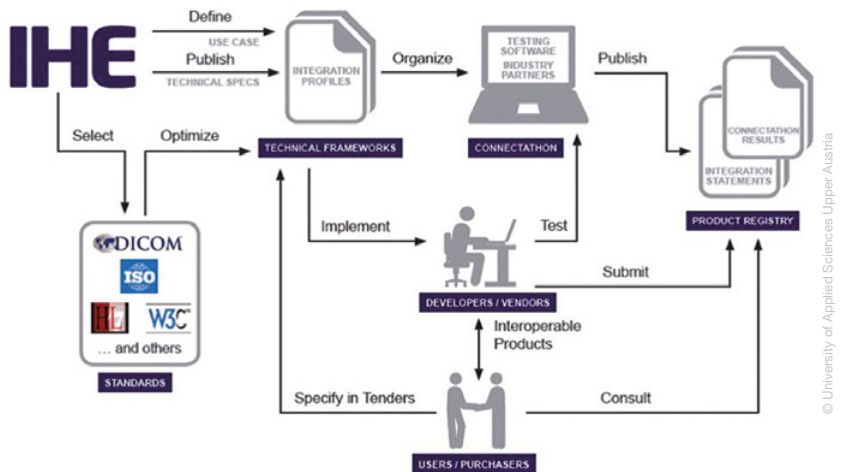 IHE
Define
USE CASE
Publish
TECHNICAL SPECS
INTEGRATION
PROFILES
Organize
TESTING
SOFTWARE
INDUSTRY
PARTNERS
Publish
CONNECTATHON
RESULTS
INTEGRATION
STATEMENTS
Select
Optimize
TECHNICAL FRAMEWORKS
CONNECTATHON
PRODUCT REGISTRY
Implement
Test
Submit
DICOM
ISO
HL
W3C
... and others
STANDARDS
DEVELOPERS / VENDORS
Interoperable
Products
Specify in Tenders
Consult
USERS / PURCHASERS
© University of Applied Sciences Upper Austria